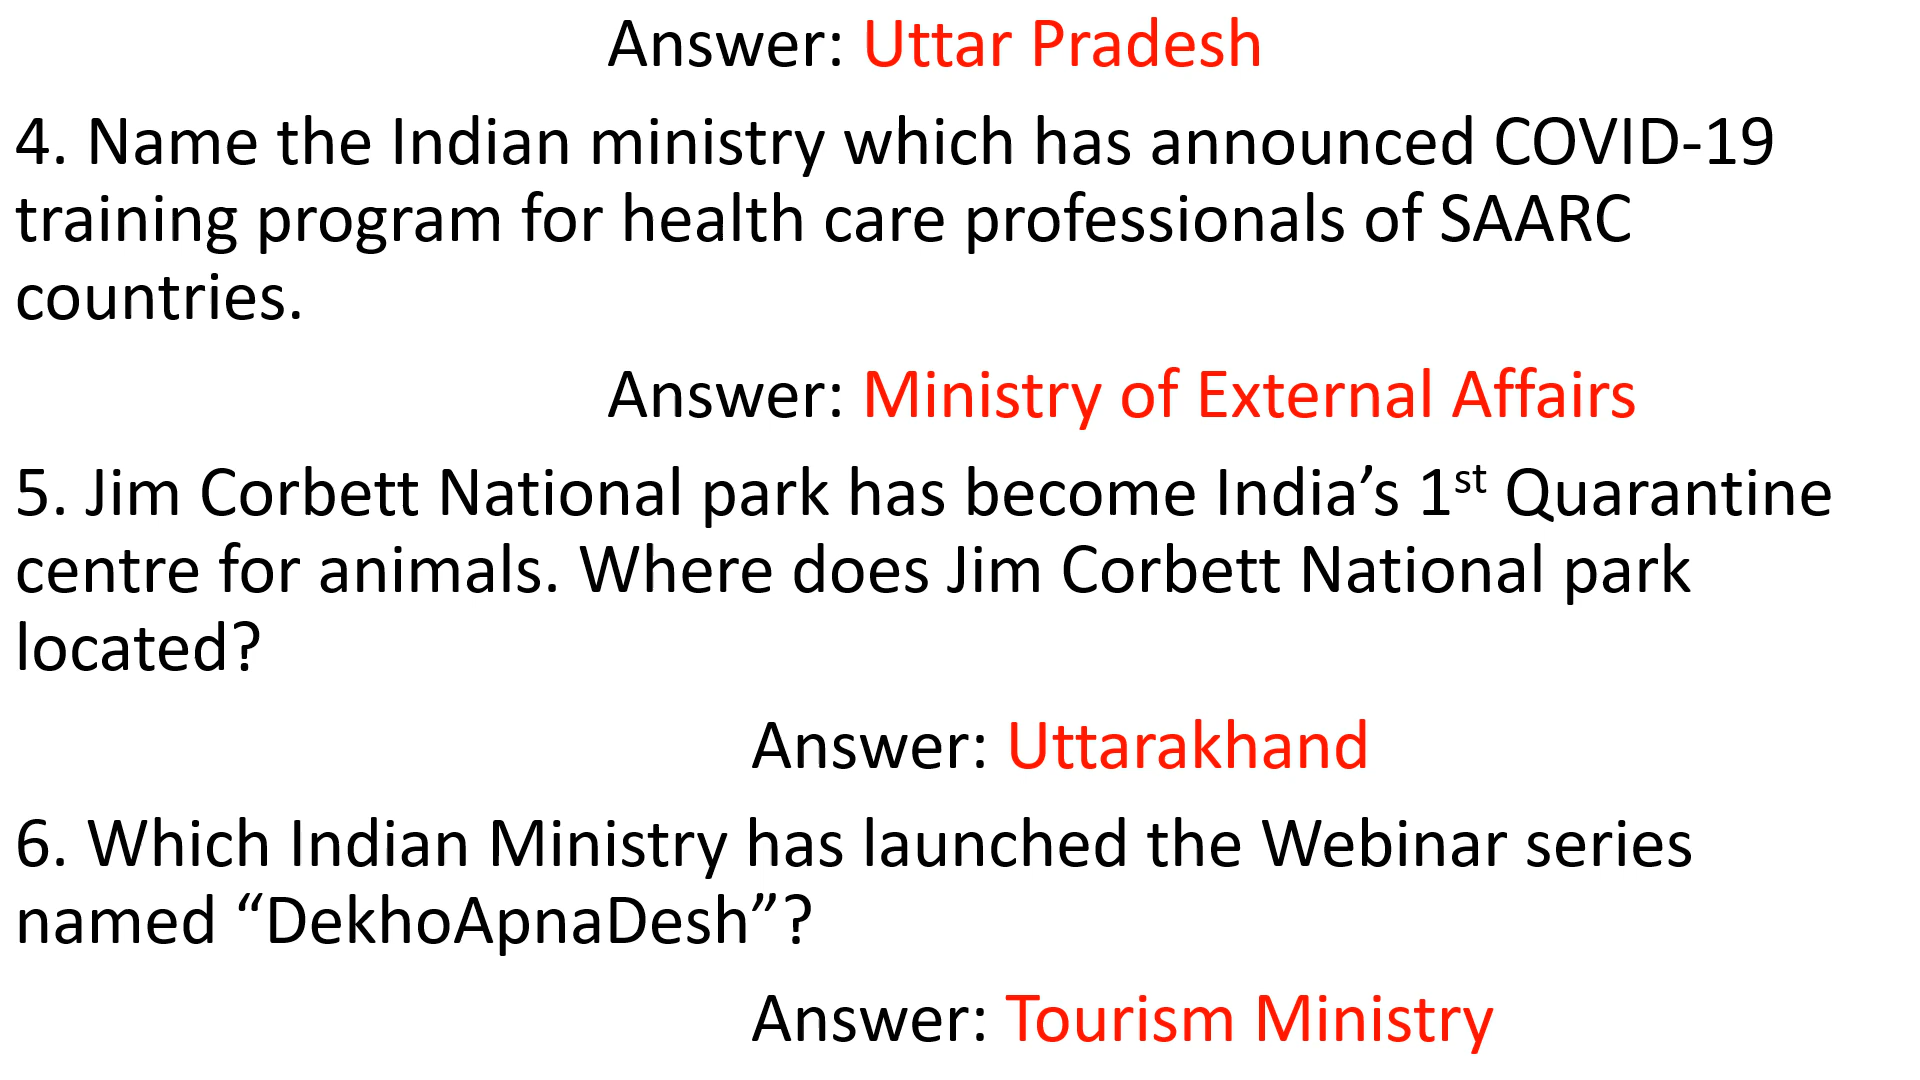 Answer: Uttar Pradesh
4. Name the Indian ministry which has announced COVID-19
training program for health care professionals of SAARC
countries.
Answer: Ministry of External Affairs
5. Jim Corbett National park has become India’s 1st Quarantine
centre for animals. Where does Jim Corbett National park
located?
Answer: Uttarakhand
6. Which Indian Ministry has launched the Webinar series
named “DekhoApnaDesh”?
Answer: Tourism Ministry